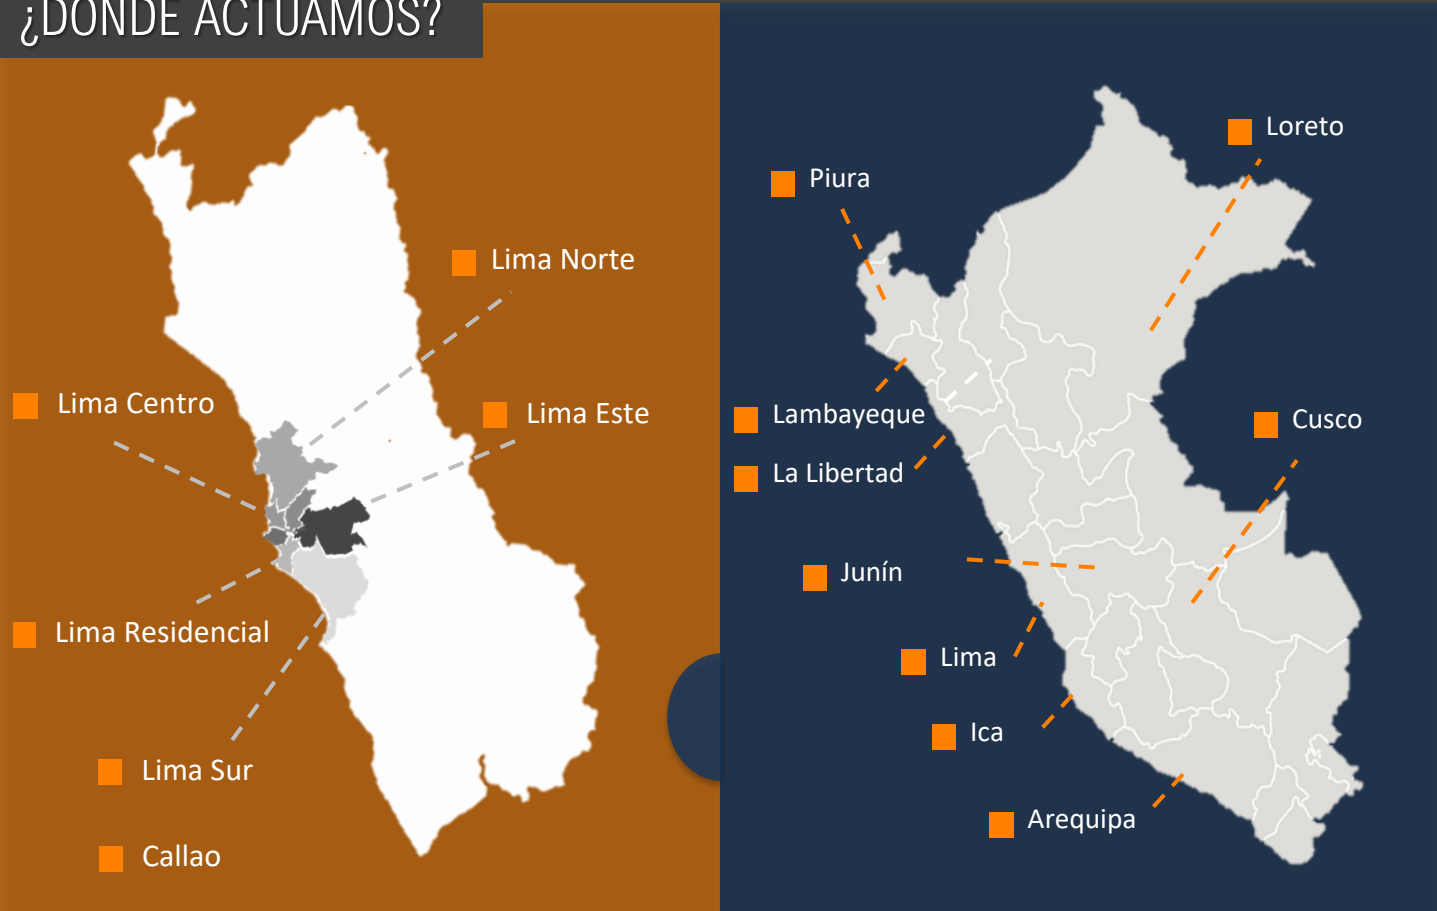 ¿DÓNDE ACTUAMOS?
Lima Norte
Lima Centro
Lima Este
Lima Residencial
Lima Sur
Callao
Loreto
Piura
Lambayeque
Cusco
La Libertad
Junín
Lima
Ica
Arequipa